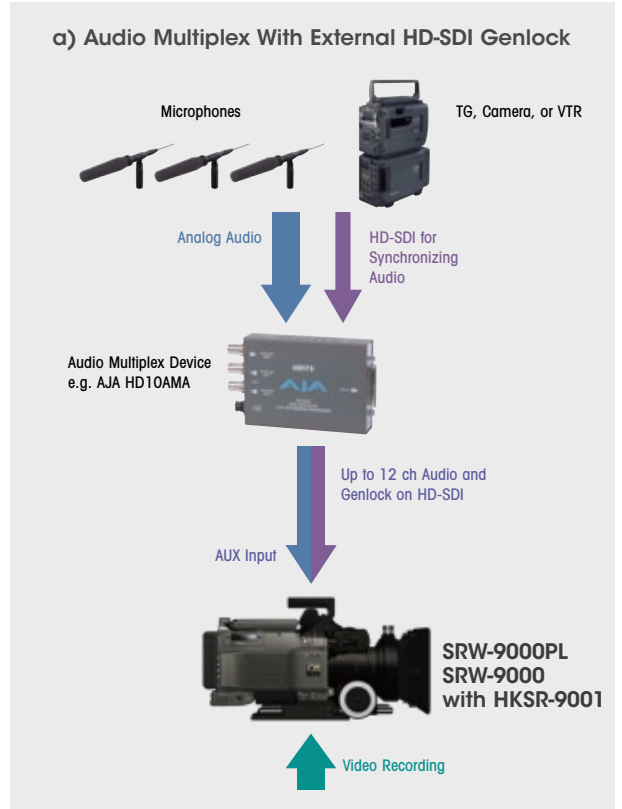 a) Audio Multiplex With External HD-SDI Genlock
Microphones
TG, Camera, or VTR
Analog Audio
HD-SDI for
Synchronizing
Audio
Audio Multiplex Device
e.g. AJA HD10AMA
HDTV
AJA
Up to 12 ch Audio and
Genlock on HD-SDI
AUX Input
SRW-9000PL
SRW-9000
with HKSR-9001
Video Recording